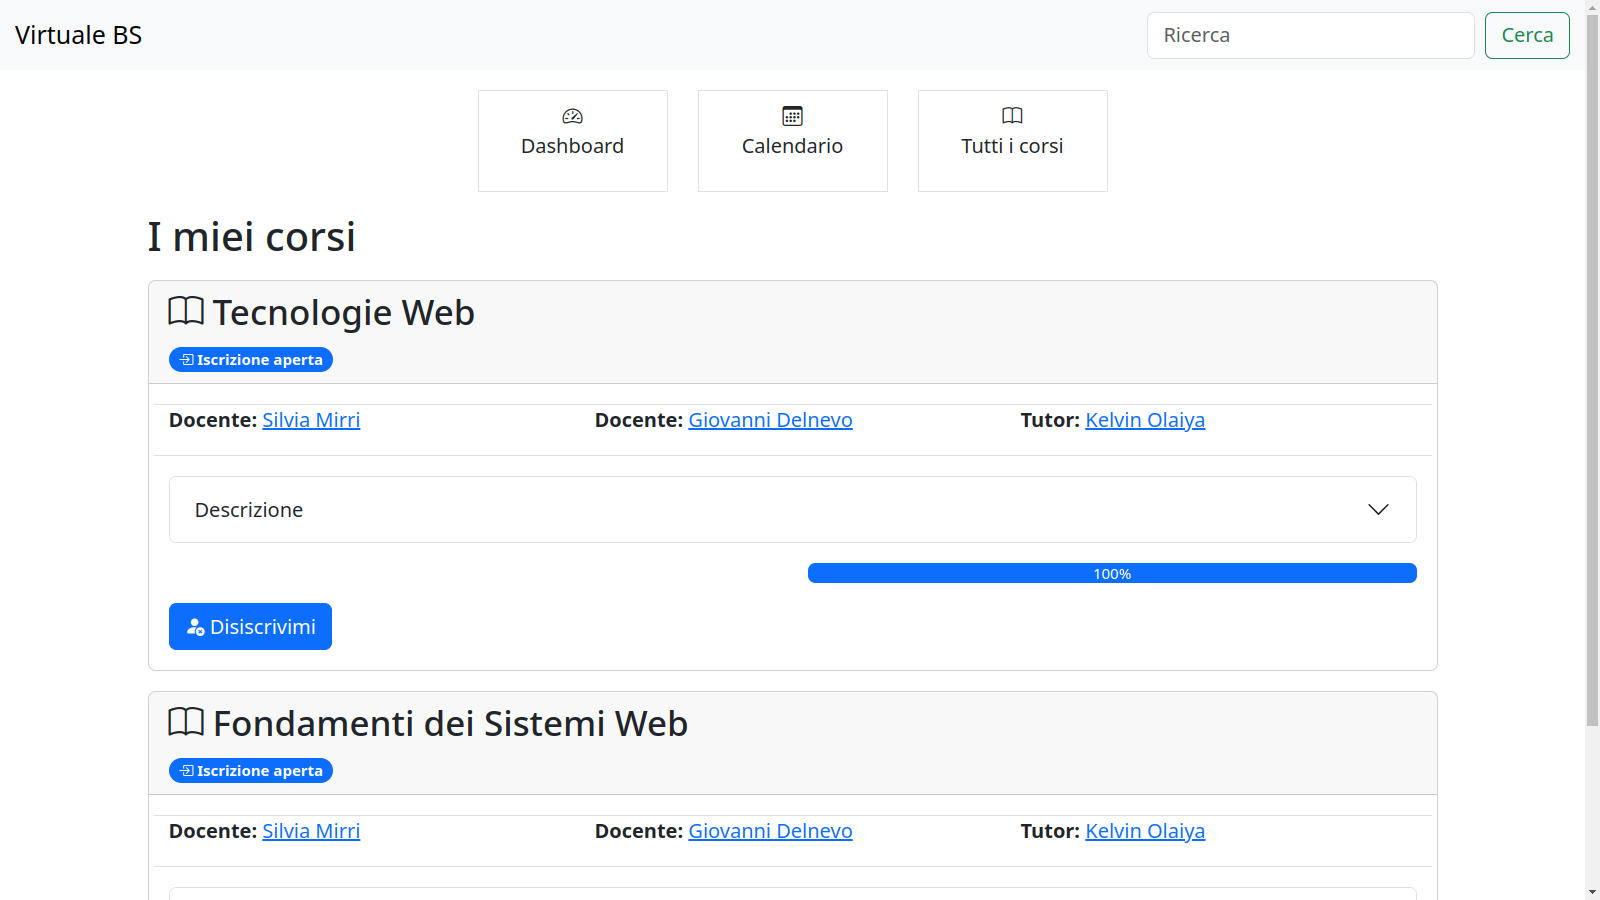 Virtuale BS
Ricerca
Cerca
Dashboard
Calendario
Tutti i corsi
I miei corsi
Tecnologie Web
Iscrizione aperta
Docente: Silvia Mirri
Docente: Giovanni Delnevo
Tutor: Kelvin Olaiya
Descrizione
100%
Disiscrivimi
Fondamenti dei Sistemi Web
Iscrizione aperta
Docente: Silvia Mirri
Docente: Giovanni Delnevo
Tutor: Kelvin Olaiya